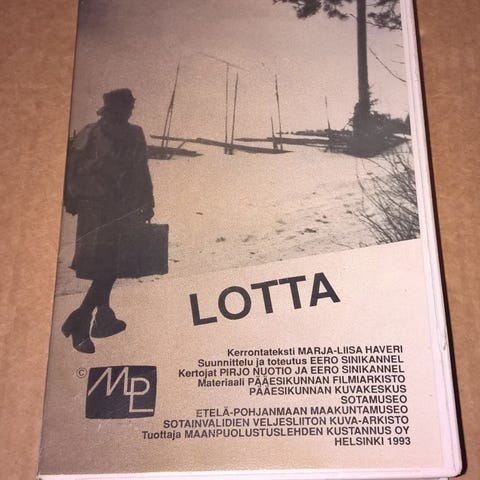 LOTTA
Kerrontateksti MARJA-LIISA HAVERI
Suunnittelu ja toteutus EERO SINIKANNEL
Kertojat PIRJO NUOTIO JA EERO SINIKANNEL
Materiaali PÄÄESIKUNNAN FILMIARKISTO
PÄÄESIKUNNAN KUVAKESKUS
SOTAMUSEO
ETELÄ-POHJANMAAN MAAKUNTAMUSEO
SOTAINVALIDIEN VELJESLIITON KUVA-ARKISTO
Tuottaja MAANPUOLUSTUSLEHDEN KUSTANNUS OY
HELSINKI 1993
© MPL